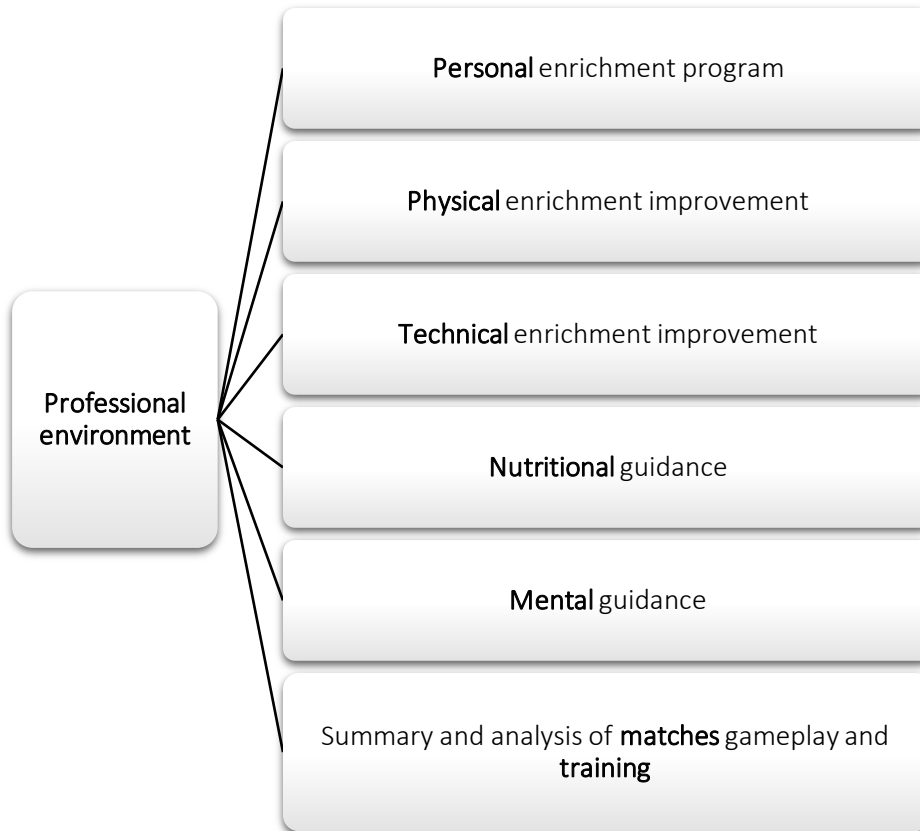 Personal enrichment program
Physical enrichment improvement
Technical enrichment improvement
Professional
environment
Nutritional guidance
Mental guidance
Summary and analysis of matches gameplay and
training